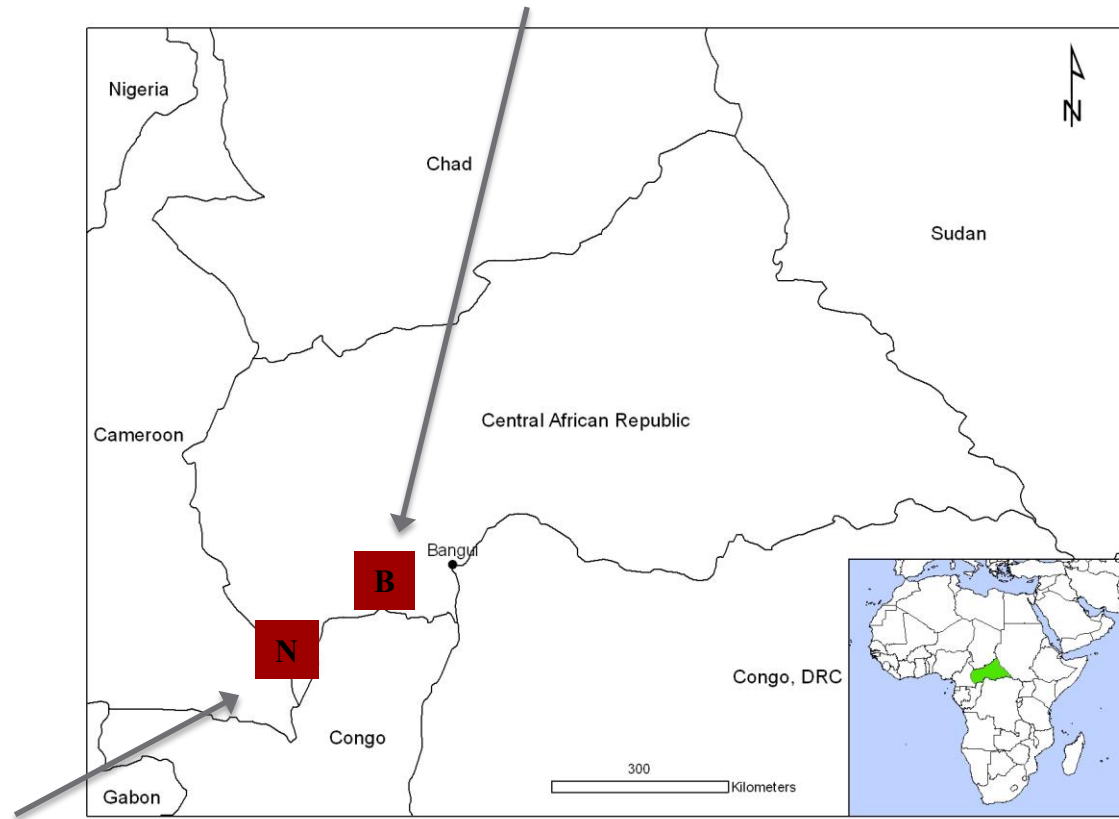 Nigeria
N
Chad
Sudan
Central African Republic
Cameroon
Bangui
B
N
Congo, DRC
Congo
300
Kilometers
Gabon